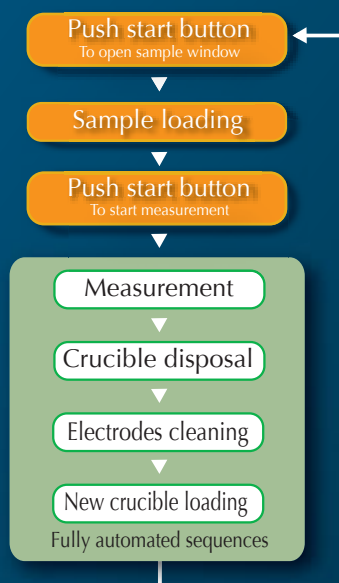 Push start button
To open sample window
Sample loading
Push start button
To start measurement
Measurement
Crucible disposal
Electrodes cleaning
New crucible loading
Fully automated sequences